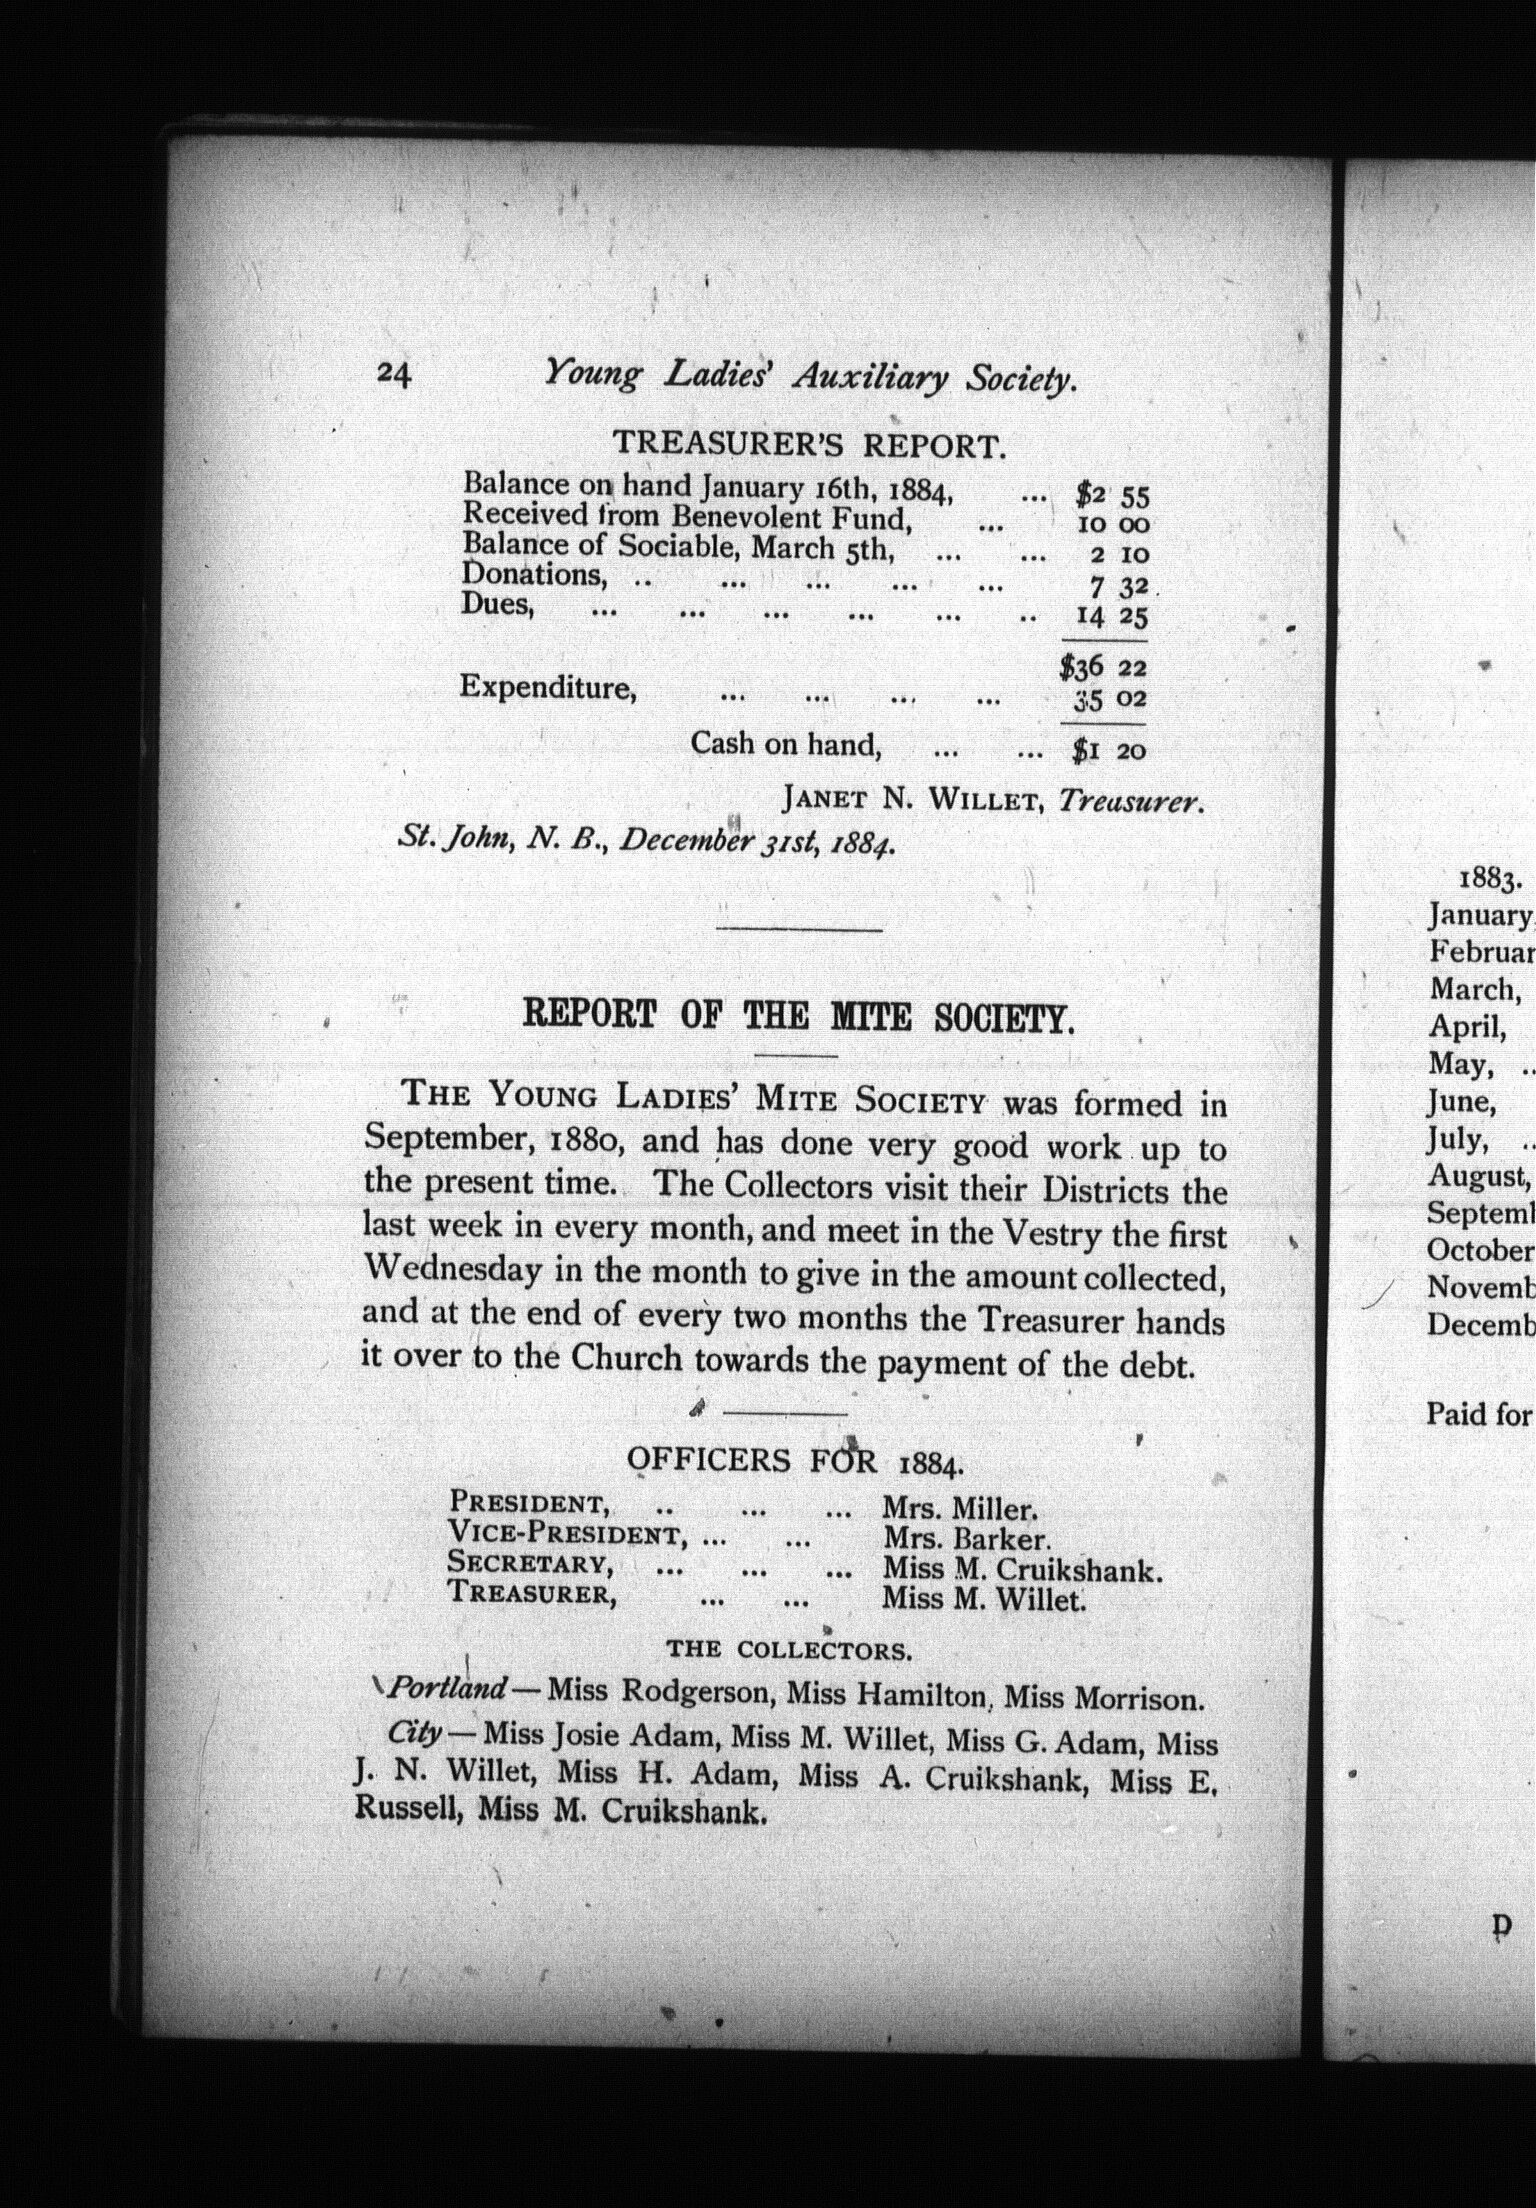 24 Young Ladies' Auxiliary Society.
TREASURER'S REPORT.
Balance on hand January 16th, 1884, ... $2 55
Received from Benevolent Fund, ... 10 00
Balance of Sociable, March 5th, ... ... 2 10
Donations, .. ... ... ... ... 7 32
Dues, ... ... ... ... ... .. 14 25
$36 22
Expenditure, ... ... ... ... 35 02
Cash on hand, ... ... $1 20
JANET N. WILLET, Treasurer.
St. John, N. B., December 31st, 1884.
REPORT OF THE MITE SOCIETY.
THE YOUNG LADIES' MITE SOCIETY was formed in
September, 1880, and has done very good work up to
the present time. The Collectors visit their Districts the
last week in every month, and meet in the Vestry the first
Wednesday in the month to give in the amount collected,
and at the end of every two months the Treasurer hands
it over to the Church towards the payment of the debt.
OFFICERS FOR 1884.
PRESIDENT, .. ... ... Mrs. Miller.
VICE-PRESIDENT, ... ... Mrs. Barker.
SECRETARY, ... ... ... Miss M. Cruikshank.
TREASURER, ... ... Miss M. Willet.
THE COLLECTORS.
Portland — Miss Rodgerson, Miss Hamilton, Miss Morrison.
City — Miss Josie Adam, Miss M. Willet, Miss G. Adam, Miss
J. N. Willet, Miss H. Adam, Miss A. Cruikshank, Miss E.
Russell, Miss M. Cruikshank.
1883.
January,
Februar
March,
April,
May, ..
June,
July, ..
August,
Septemb
October
Novemb
Decemb
Paid for
D